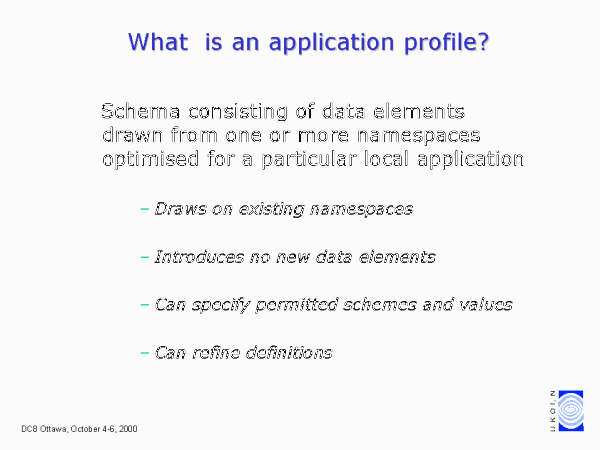 What is an application profile?
Schema consisting of data elements
drawn from one or more namespaces
optimised for a particular local application
– Draws on existing namespaces
– Introduces no new data elements
– Can specify permitted schemes and values
– Can refine definitions
UKOLN
DC8 Ottawa, October 4-6, 2000